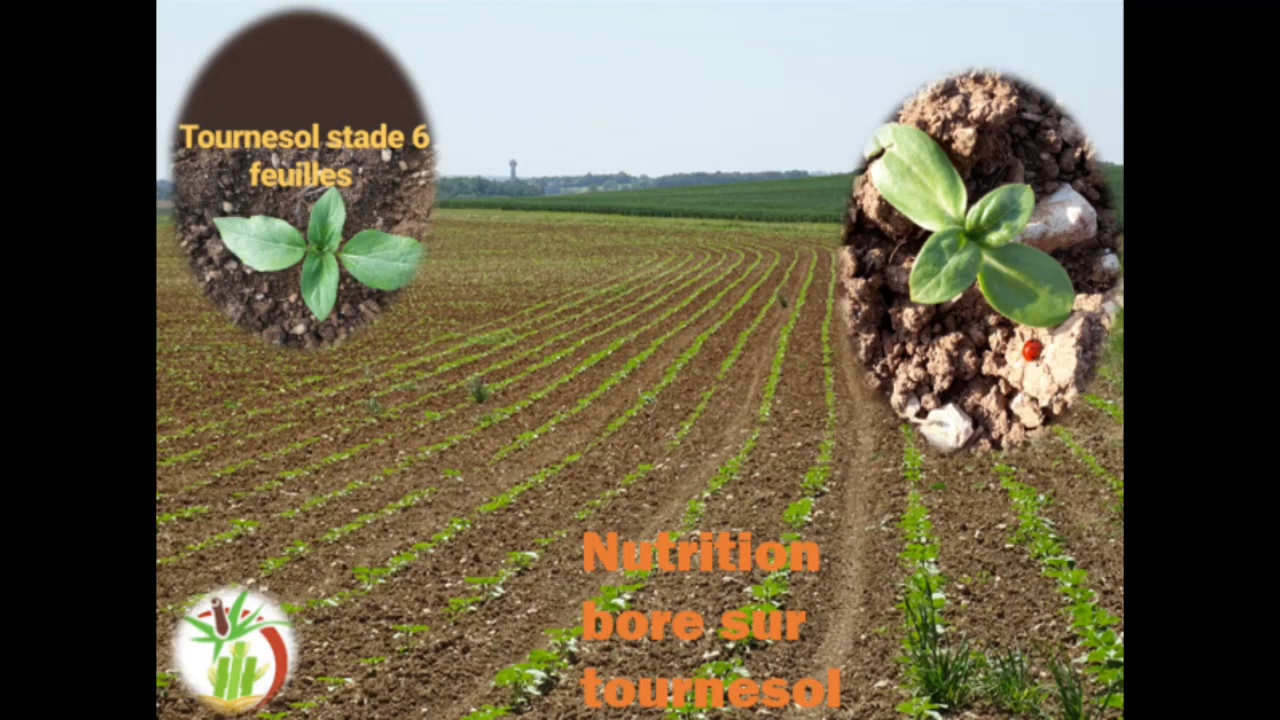 Tournesol stade 6
feuilles
Nutrition
bore sur
tournesol